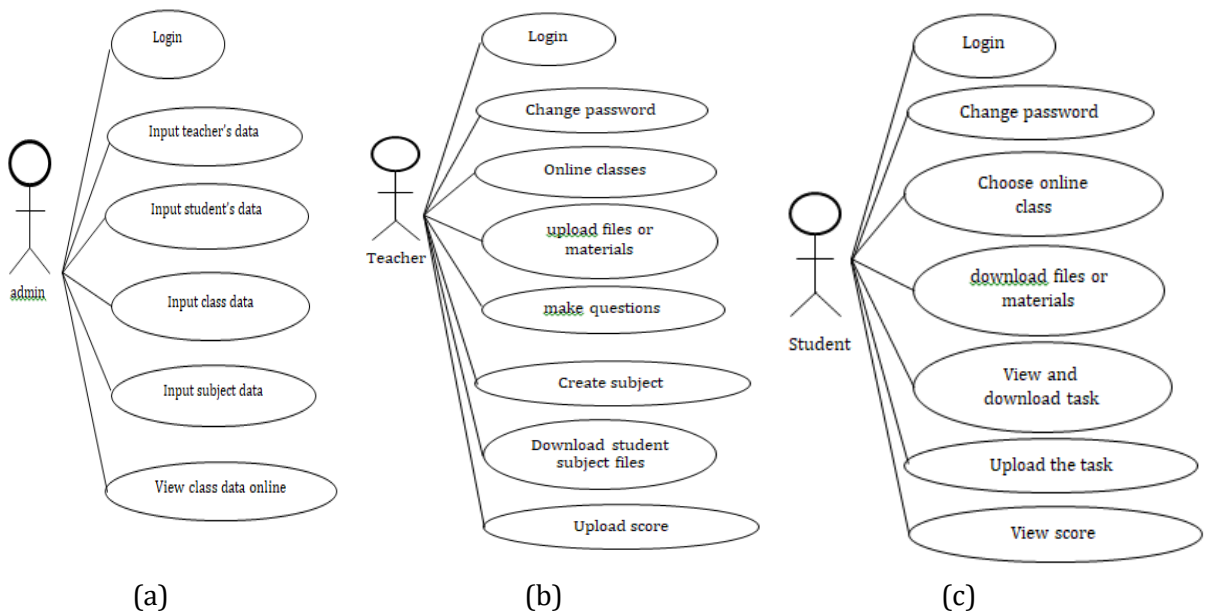 Login
Input teacher's data
Input student's data
admin
Input class data
Input subject data
View class data online
(a)
Login
Change password
Online classes
upload files or
materials
Teacher
make questions
Create subject
Download student
subject files
Upload score
(b)
Login
Change password
Choose online
class
download files or
materials
Student
View and
download task
Upload the task
View score
(c)